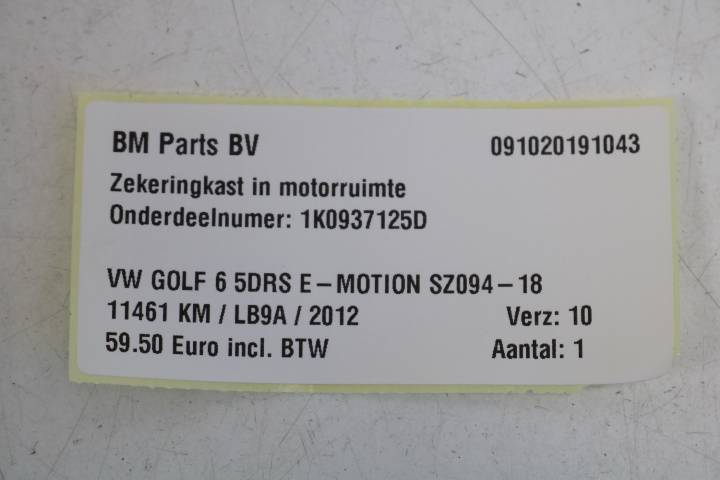 BM Parts BV 091020191043
Zekeringkast in motorruimte
Onderdeelnumer: 1K0937125D
VW GOLF 6 5DRS E-MOTION SZ094-18
11461 KM / LB9A / 2012 Verz: 10
59.50 Euro incl. BTW Aantal: 1